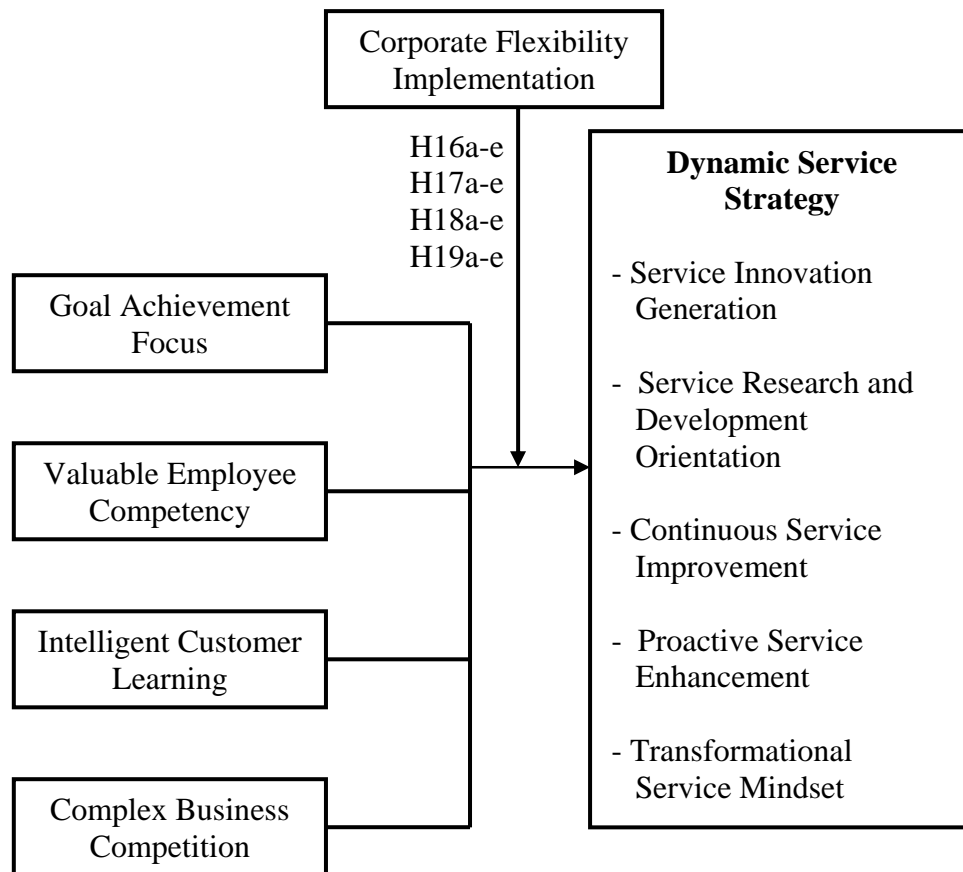 Corporate Flexibility
Implementation
H16a-e
H17a-e
H18a-e
H19a-e
Dynamic Service
Strategy
- Service Innovation
Generation
- Service Research and
Development
Orientation
- Continuous Service
Improvement
- Proactive Service
Enhancement
- Transformational
Service Mindset
Goal Achievement
Focus
Valuable Employee
Competency
Intelligent Customer
Learning
Complex Business
Competition